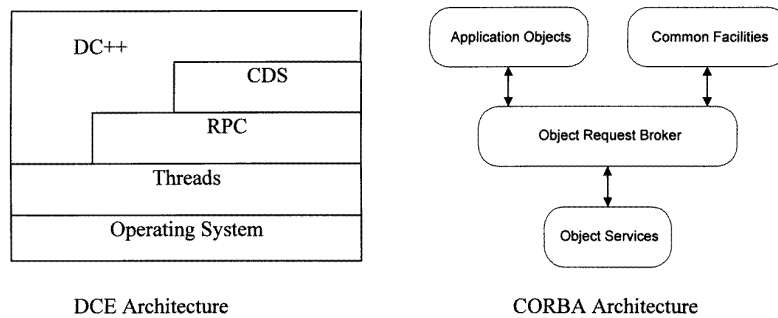 DC++
CDS
RPC
Threads
Operating System
DCE Architecture
Application Objects
Common Facilities
Object Request Broker
Object Services
CORBA Architecture